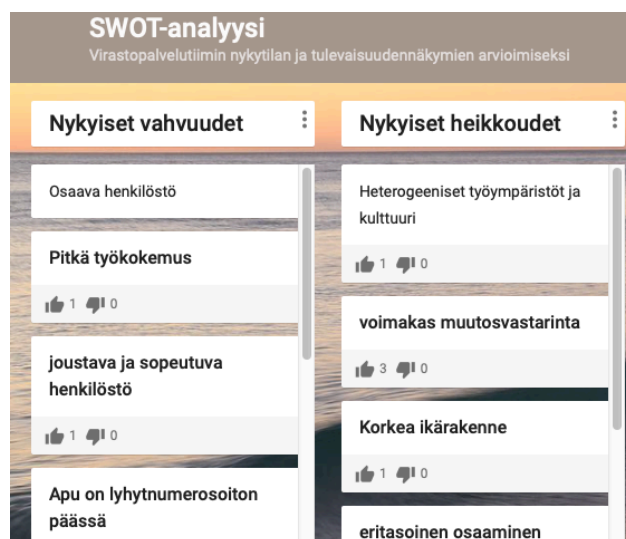 SWOT-analyysi
Virastopalvelutiimin nykytilan ja tulevaisuudennäkymien arvioimiseksi
Nykyiset vahvuudet
Osaava henkilöstö
Pitkä työkokemus
1 0
joustava ja sopeutuva
henkilöstö
1 0
Apu on lyhytnumerosoiton
päässä
Nykyiset heikkoudet
Heterogeeniset työympäristöt ja
kulttuuri
1 0
voimakas muutosvastarinta
3 0
Korkea ikärakenne
1 0
eritasoinen osaaminen